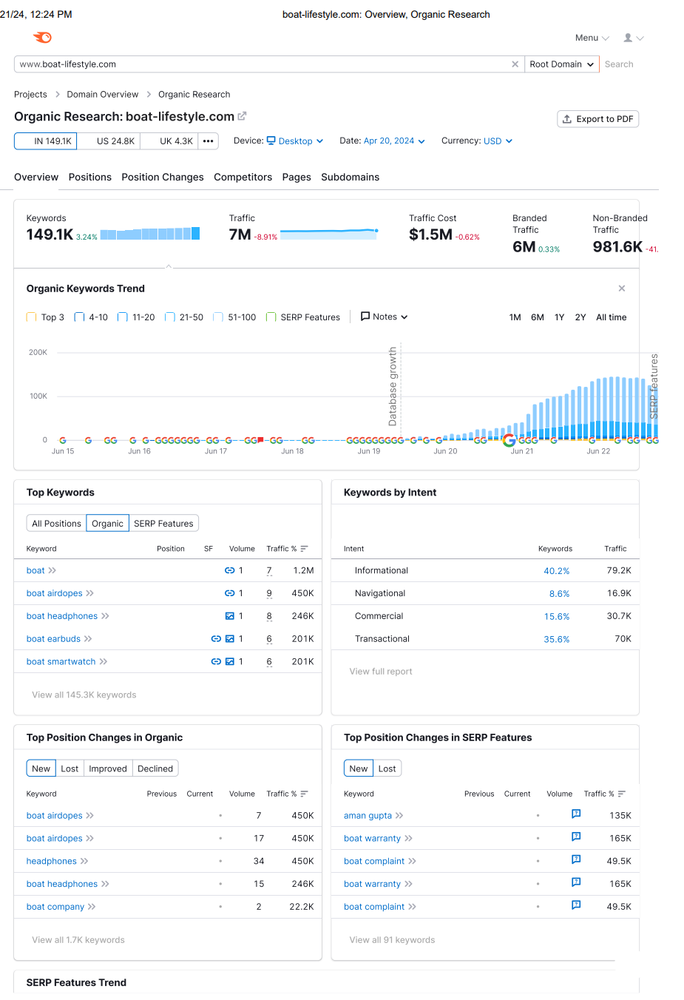 21/24, 12:24 PM boat-lifestyle.com: Overview, Organic Research
Menu
www.boat-lifestyle.com Root Domain Search
Projects Domain Overview Organic Research
Organic Research: boat-lifestyle.com
Export to PDF
IN 149.1K US 24.8K UK 4.3K ••• Device: Desktop Date: Apr 20, 2024 Currency: USD
Overview Positions Position Changes Competitors Pages Subdomains
Keywords
149.1K 3.24%
Traffic
7M -8.91%
Traffic Cost
$1.5M -0.62%
Branded
Traffic
6M 0.33%
Non-Branded
Traffic
981.6K -41.
Organic Keywords Trend
Top 3 4-10 11-20 21-50 51-100 SERP Features Notes 1M 6M 1Y 2Y All time
200K
100K
0
Database growth
SERP features
Jun 15 Jun 16 Jun 17 Jun 18 Jun 19 Jun 20 Jun 21 Jun 22
Top Keywords
All Positions Organic SERP Features
Keyword Position SF Volume Traffic %
boat 1 7 1.2M
boat airdopes 1 9 450K
boat headphones 1 8 246K
boat earbuds 1 6 201K
boat smartwatch 1 6 201K
View all 145.3K keywords
Keywords by Intent
Intent Keywords Traffic
Informational 40.2% 79.2K
Navigational 8.6% 16.9K
Commercial 15.6% 30.7K
Transactional 35.6% 70K
View full report
Top Position Changes in Organic
New Lost Improved Declined
Keyword Previous Current Volume Traffic %
boat airdopes • 7 450K
boat airdopes • 17 450K
headphones • 34 450K
boat headphones • 15 246K
boat company • 2 22.2K
View all 1.7K keywords
Top Position Changes in SERP Features
New Lost
Keyword Previous Current Volume Traffic %
aman gupta • 135K
boat warranty • 165K
boat complaint • 49.5K
boat warranty • 165K
boat complaint • 49.5K
View all 91 keywords
SERP Features Trend